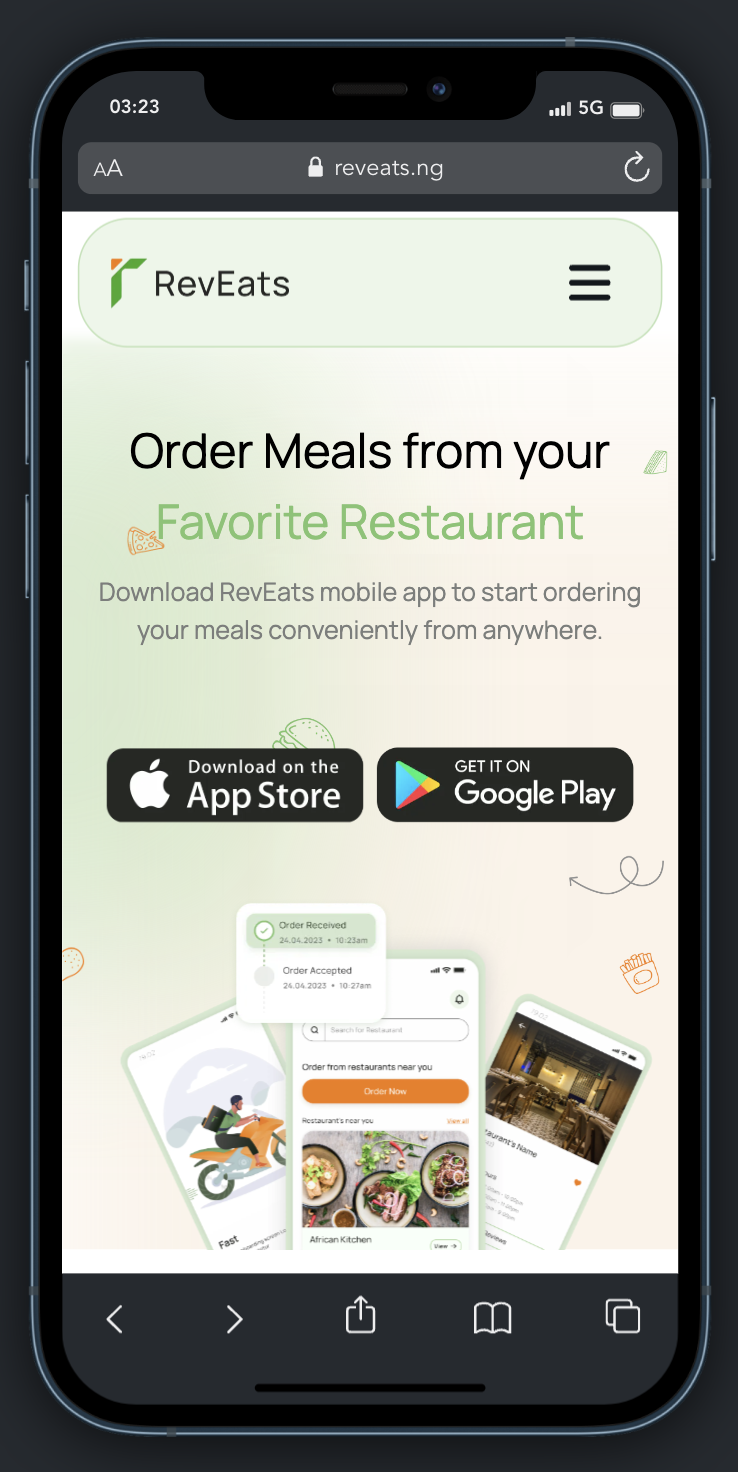 03:23
5G
AA
reveats.ng
RevEats
Order Meals from your
Favorite Restaurant
Download RevEats mobile app to start ordering
your meals conveniently from anywhere.
Download on the
App Store
GET IT ON
Google Play
Order Received
24.04.2023 • 10:23am
Order Accepted
24.04.2023 • 10:27am
Search for Restaurant
Order from restaurants near you
Order Now
Restaurant's near you
View all
African Kitchen
View →
Fast
taurant's Name